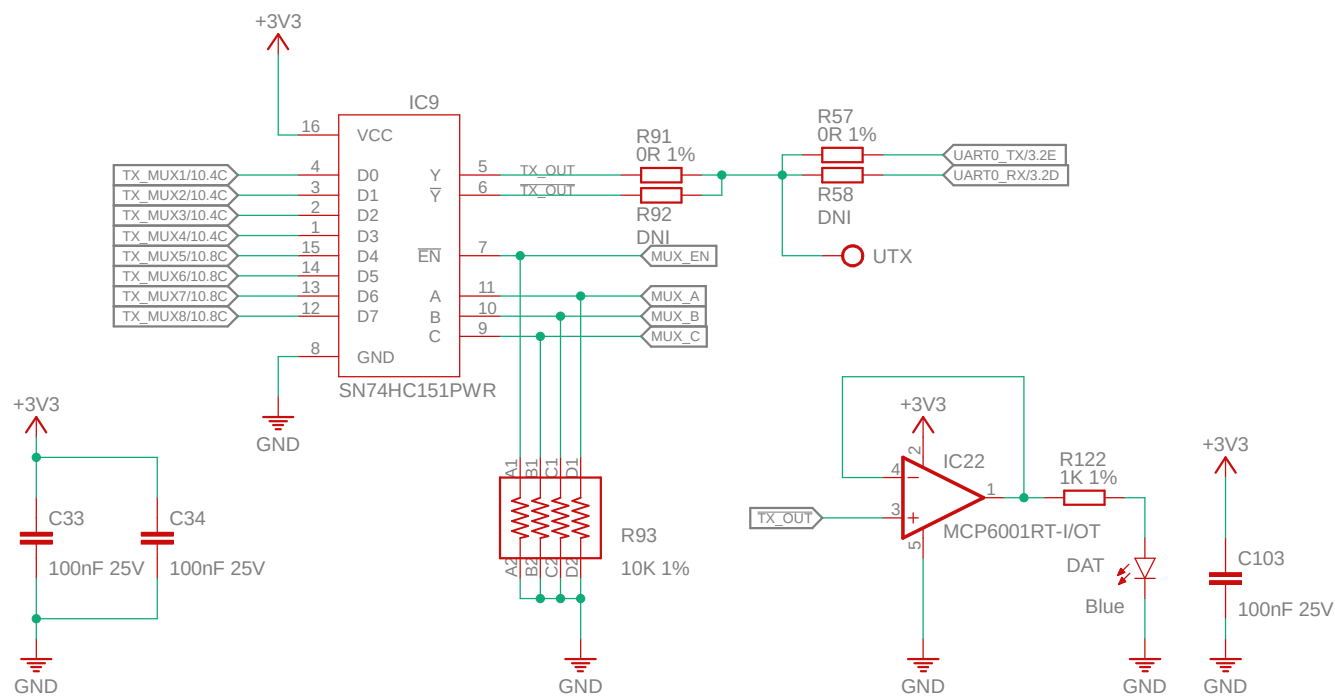 +3V3
IC9
16 VCC
TX_MUX1/10.4C 4 D0
TX_MUX2/10.4C 3 D1
TX_MUX3/10.4C 2 D2
TX_MUX4/10.4C 1 D3
TX_MUX5/10.8C 15 D4
TX_MUX6/10.8C 14 D5
TX_MUX7/10.8C 13 D6
TX_MUX8/10.8C 12 D7
8 GND
Y 5 TX_OUT
Y̅ 6 T̅X̅_̅O̅U̅T̅
E̅N̅ 7 MUX_EN
A 11 MUX_A
B 10 MUX_B
C 9 MUX_C
SN74HC151PWR
GND
R91
0R 1%
R92
DNI
R57
0R 1%
UART0_TX/3.2E
UART0_RX/3.2D
R58
DNI
UTX
+3V3
C33
100nF 25V
C34
100nF 25V
GND
A1 B1 C1 D1
R93
10K 1%
A2 B2 C2 D2
GND
+3V3
2
IC22
4
1
3
5
T̅X̅_̅O̅U̅T̅
MCP6001RT-I/OT
GND
R122
1K 1%
DAT
Blue
GND
+3V3
C103
100nF 25V
GND